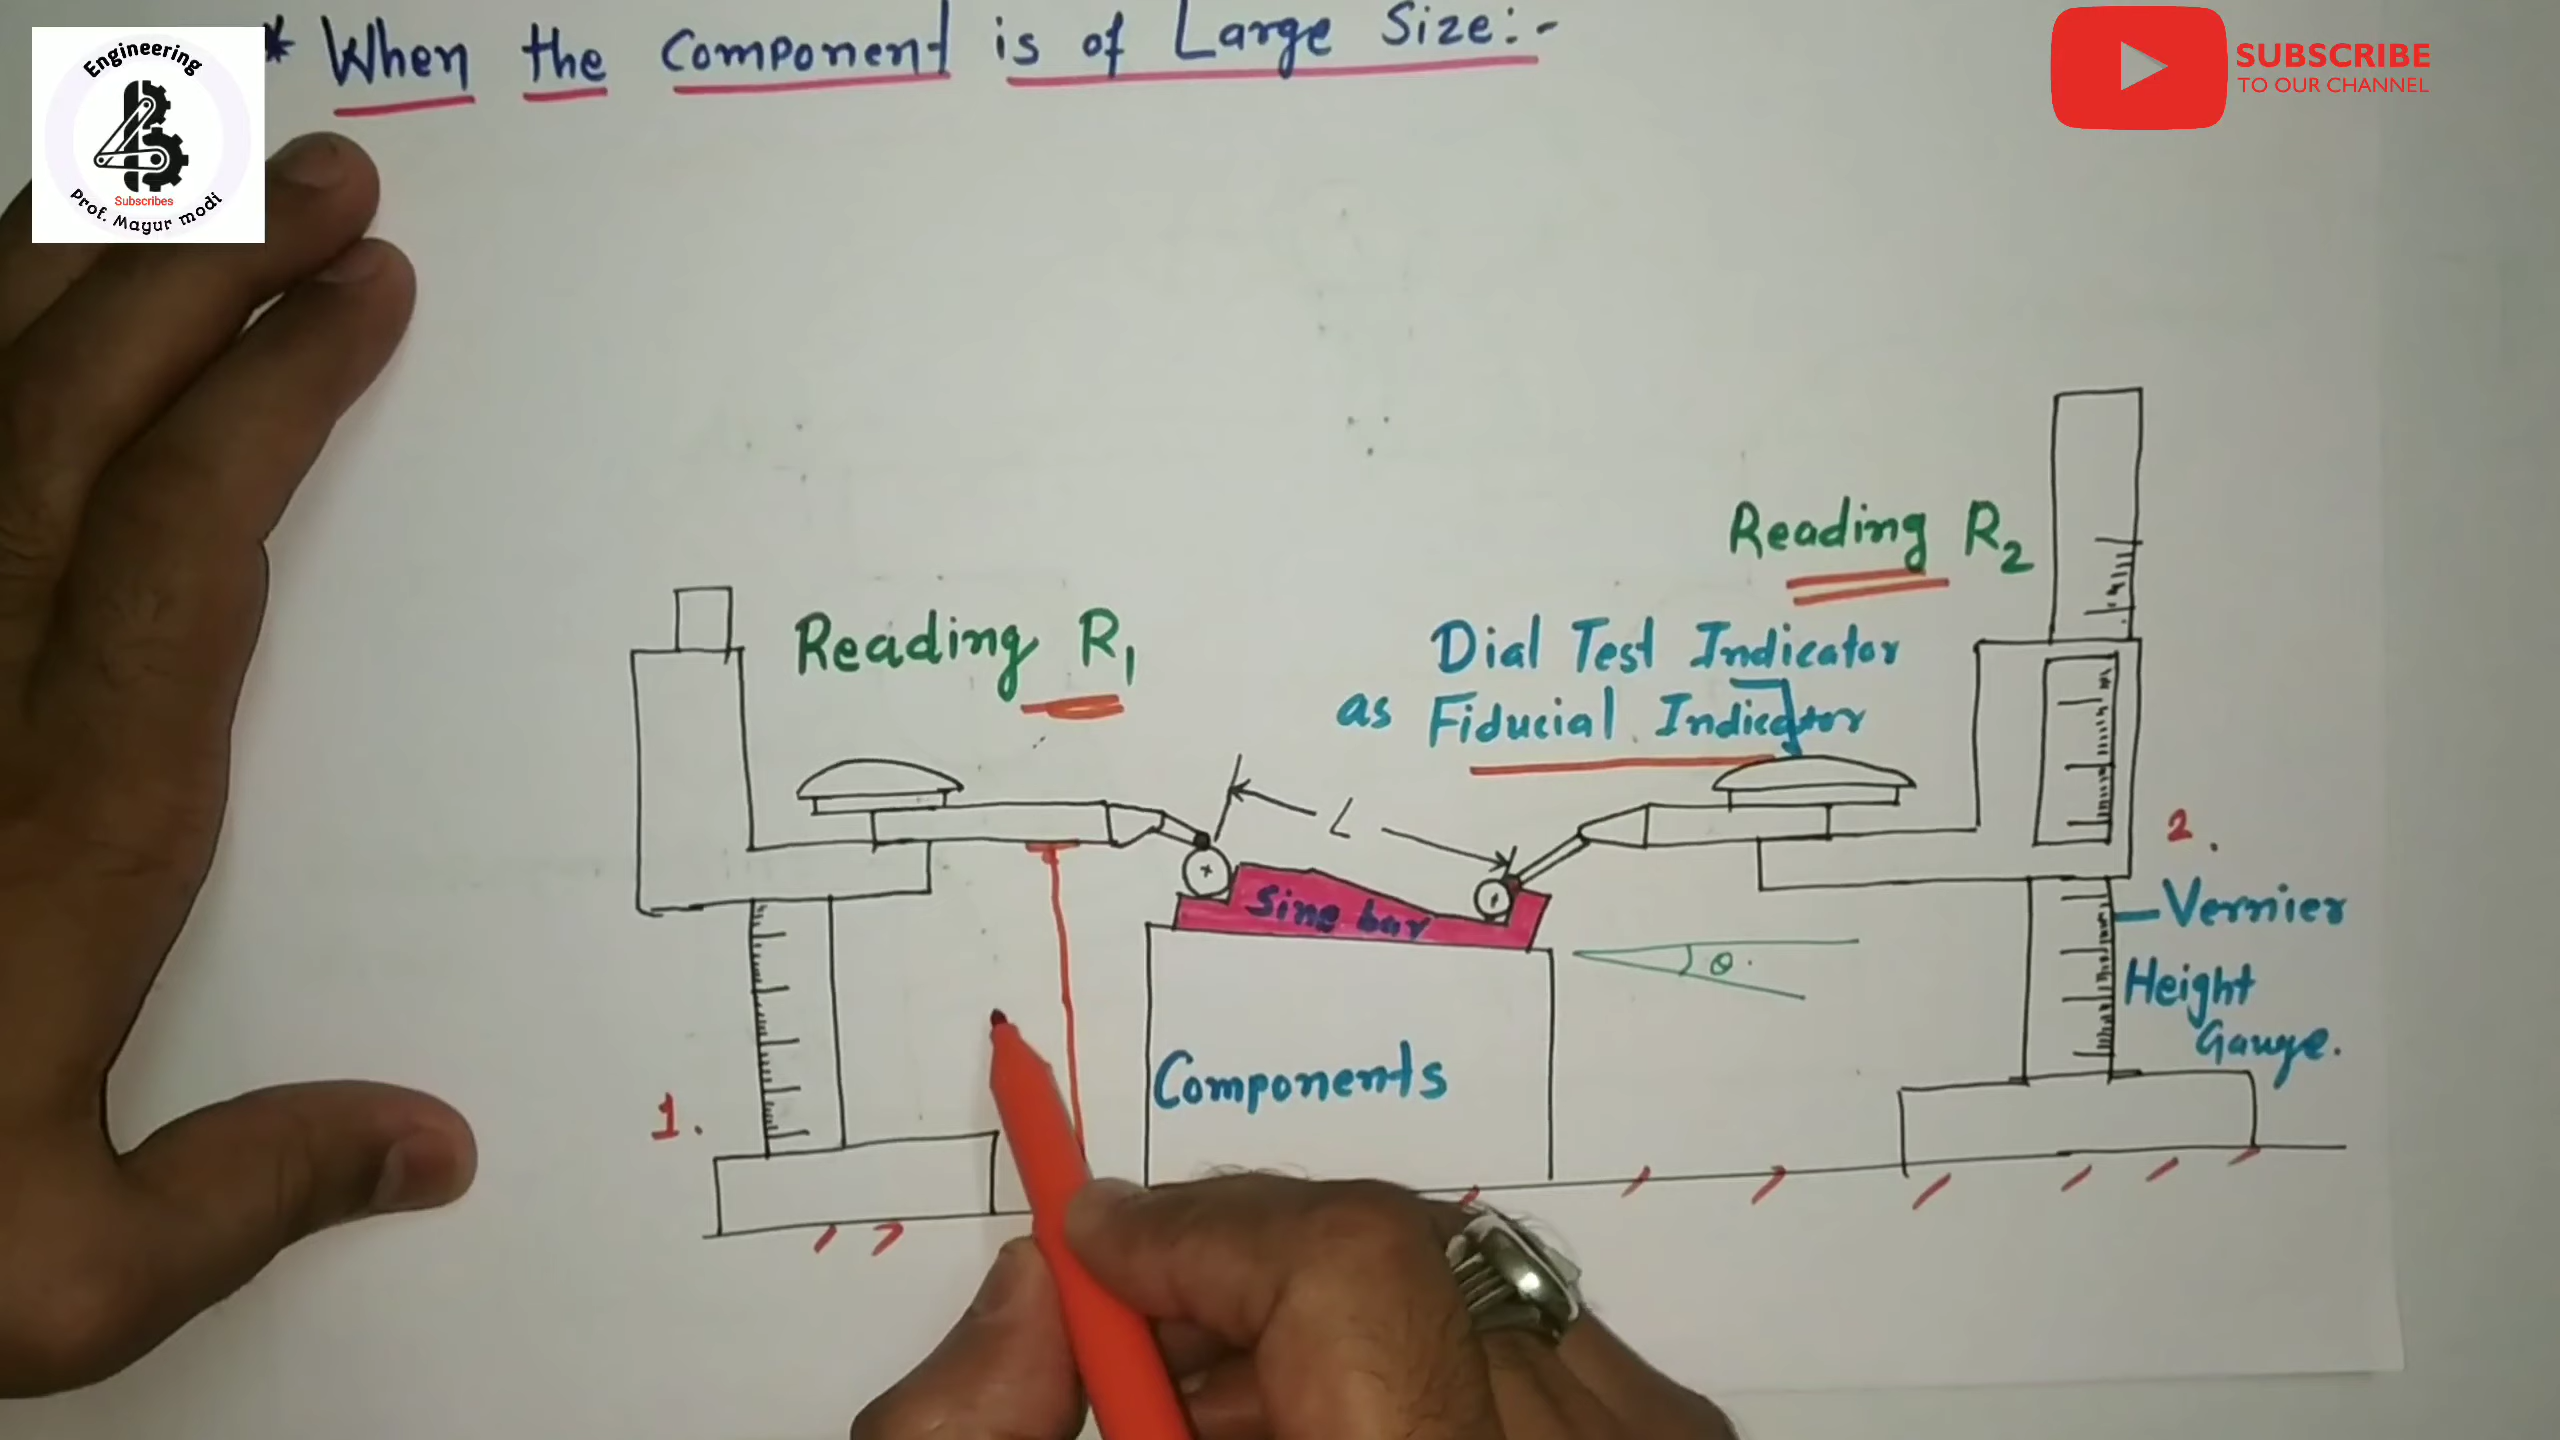 * When the Component is of Large Size:-
Engineering
Subscribes
Prof. Mayur modi
SUBSCRIBE
TO OUR CHANNEL
Reading R2
Reading R1
Dial Test Indicator
as Fiducial Indicator
L
Sine bar
2.
Vernier
Height
Gauge.
θ.
Components
1.